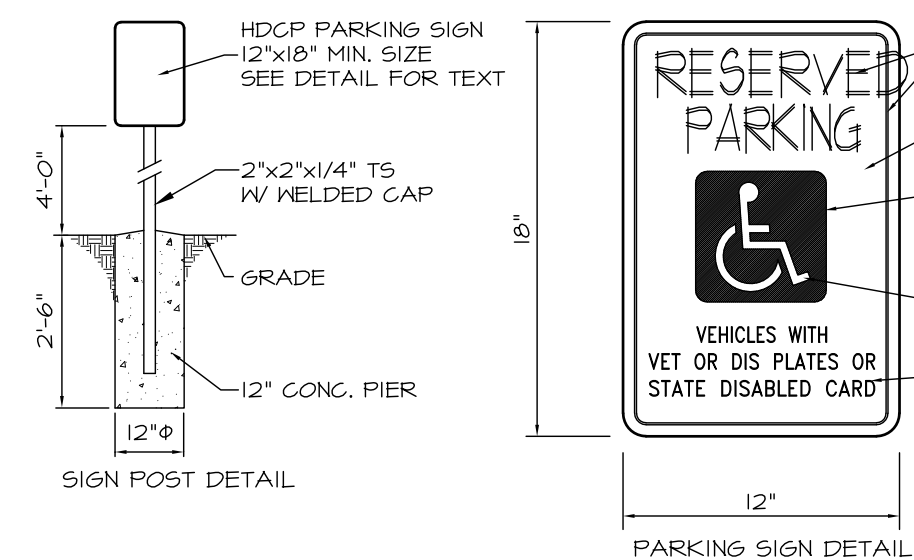 HDCP PARKING SIGN
12"x18" MIN. SIZE
SEE DETAIL FOR TEXT
4'-0"
2"x2"x1/4" TS
W/ WELDED CAP
GRADE
2'-6"
12" CONC. PIER
12"Φ
SIGN POST DETAIL
18"
RESERVED
PARKING
VEHICLES WITH
VET OR DIS PLATES OR
STATE DISABLED CARD
12"
PARKING SIGN DETAIL